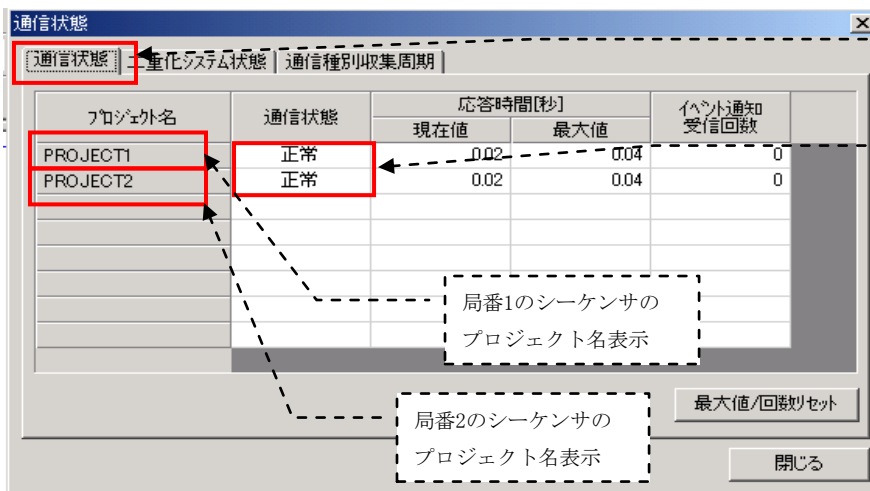 通信状態
通信状態 二重化システム状態 通信種別収集周期
ﾌﾟﾛｼﾞｪｸﾄ名 通信状態 応答時間[秒] ｲﾍﾞﾝﾄ通知
現在値 最大値 受信回数
PROJECT1 正常 0.02 0.04 0
PROJECT2 正常 0.02 0.04 0
局番1のシーケンサの
プロジェクト名表示
最大値/回数ﾘｾｯﾄ
局番2のシーケンサの
プロジェクト名表示
閉じる